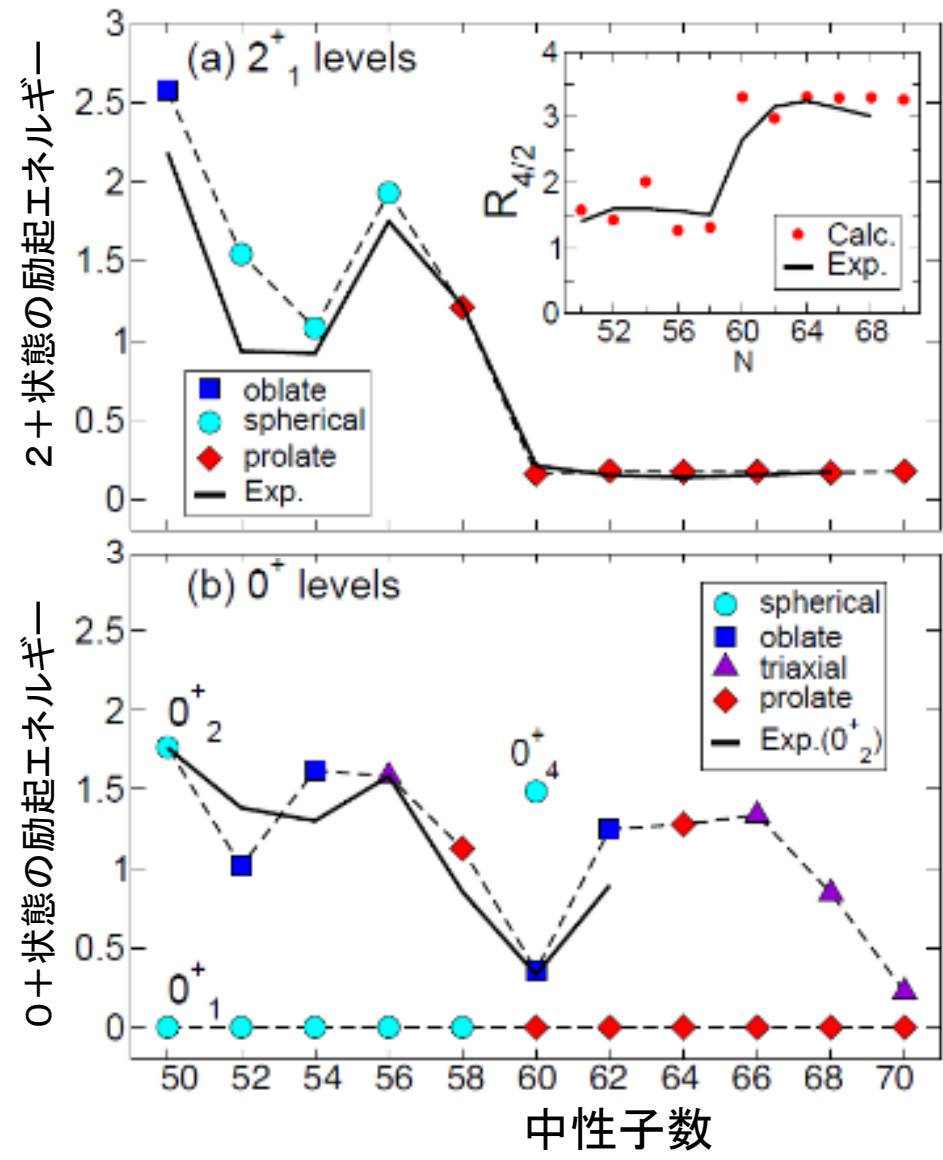 2+状態の励起エネルギー
3
2.5
2
1.5
1
0.5
0
(a) 2⁺₁ levels
oblate
spherical
prolate
Exp.
4
3
2
1
0
R₄/₂
Calc.
Exp.
52 56 60 64 68
N
0+状態の励起エネルギー
3
2.5
2
1.5
1
0.5
0
(b) 0⁺ levels
0⁺₂
0⁺₄
0⁺₁
spherical
oblate
triaxial
prolate
Exp.(0⁺₂)
50 52 54 56 58 60 62 64 66 68 70
中性子数